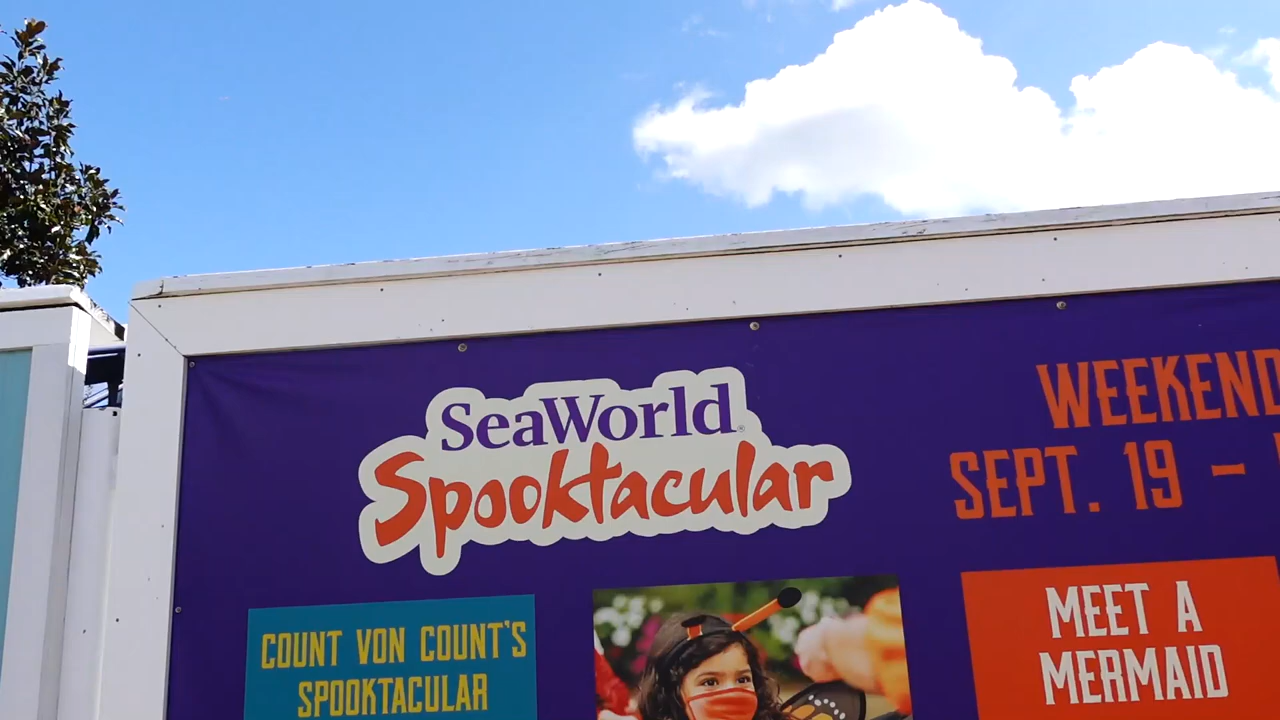 SeaWorld
Spooktacular
WEEKEND
SEPT. 19 -
COUNT VON COUNT'S
SPOOKTACULAR
MEET A
MERMAID